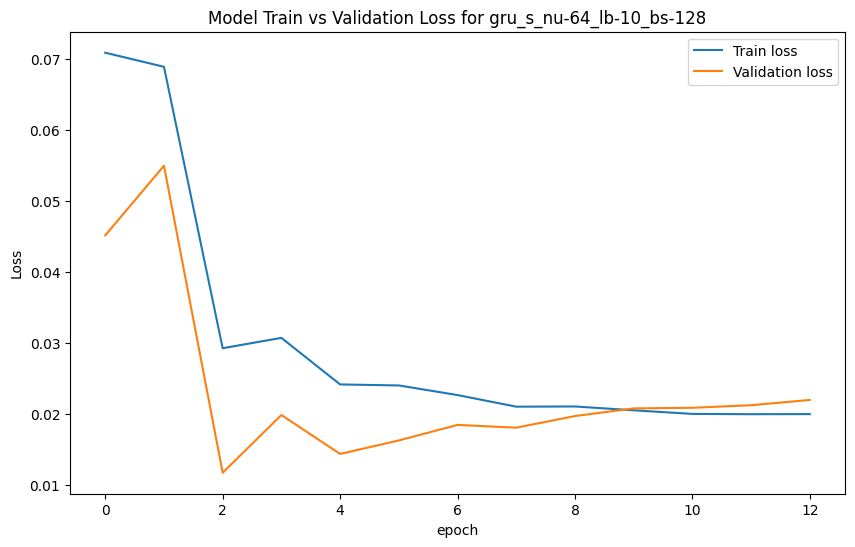 Model Train vs Validation Loss for gru_s_nu-64_lb-10_bs-128
Train loss
Validation loss
0.07
0.06
0.05
0.04
0.03
0.02
0.01
Loss
0 2 4 6 8 10 12
epoch